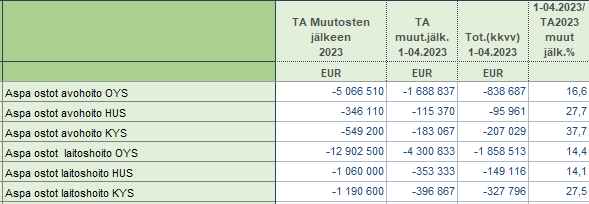 TA Muutosten jälkeen 2023 TA muut.jälk. 1-04.2023 Tot.(kkvv) 1-04.2023 1-04.2023/ TA2023 muut jälk.%
EUR EUR EUR
Aspa ostot avohoito OYS -5 066 510 -1 688 837 -838 687 16,6
Aspa ostot avohoito HUS -346 110 -115 370 -95 961 27,7
Aspa ostot avohoito KYS -549 200 -183 067 -207 029 37,7
Aspa ostot laitoshoito OYS -12 902 500 -4 300 833 -1 858 513 14,4
Aspa ostot laitoshoito HUS -1 060 000 -353 333 -149 116 14,1
Aspa ostot laitoshoito KYS -1 190 600 -396 867 -327 796 27,5